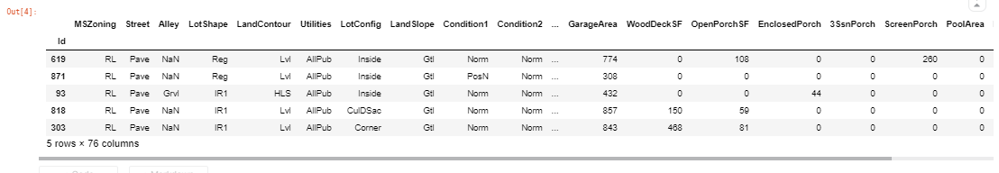 Out[4]:
MSZoning Street Alley LotShape LandContour Utilities LotConfig LandSlope Condition1 Condition2 ... GarageArea WoodDeckSF OpenPorchSF EnclosedPorch 3SsnPorch ScreenPorch PoolArea
Id
619 RL Pave NaN Reg Lvl AllPub Inside Gtl Norm Norm ... 774 0 108 0 0 260 0
871 RL Pave NaN Reg Lvl AllPub Inside Gtl PosN Norm ... 308 0 0 0 0 0 0
93 RL Pave Grvl IR1 HLS AllPub Inside Gtl Norm Norm ... 432 0 0 44 0 0 0
818 RL Pave NaN IR1 Lvl AllPub CulDSac Gtl Norm Norm ... 857 150 59 0 0 0 0
303 RL Pave NaN IR1 Lvl AllPub Corner Gtl Norm Norm ... 843 468 81 0 0 0 0
5 rows × 76 columns